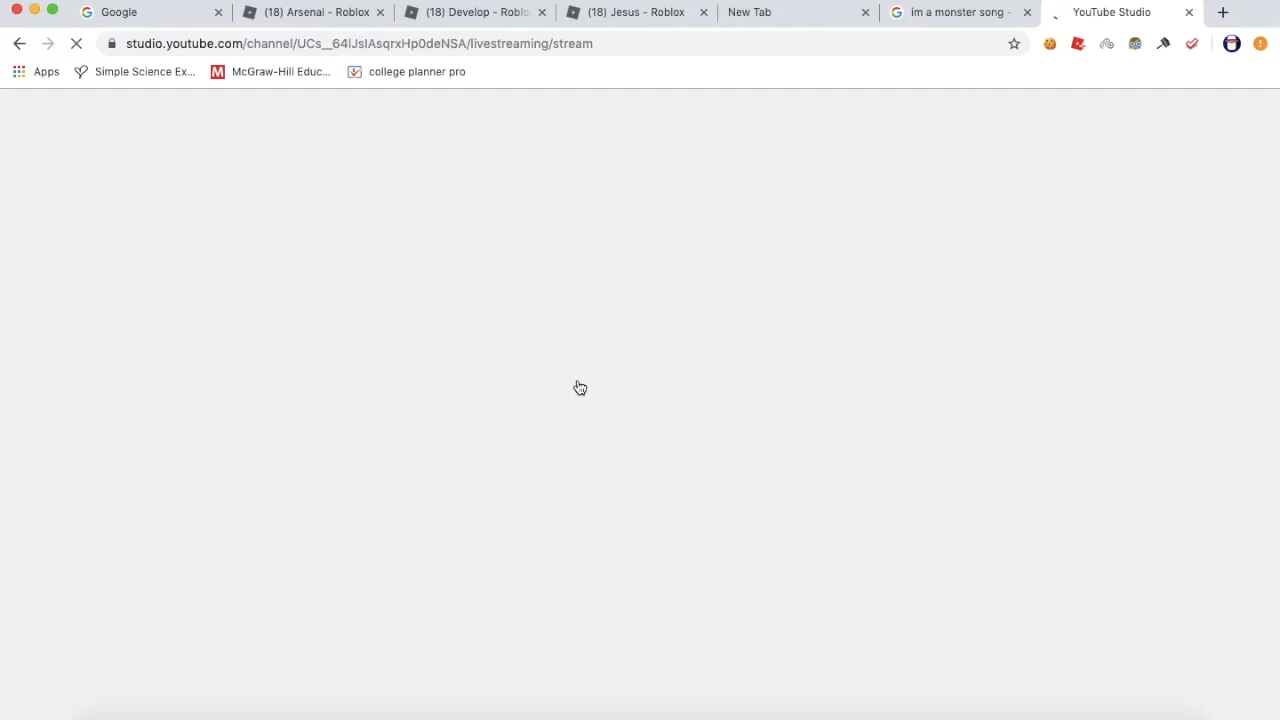 Google
(18) Arsenal - Roblox
(18) Develop - Roblo
(18) Jesus - Roblox
New Tab
im a monster song -
YouTube Studio
studio.youtube.com/channel/UCs__64lJsIAsqrxHp0deNSA/livestreaming/stream
Apps
Simple Science Ex...
McGraw-Hill Educ...
college planner pro